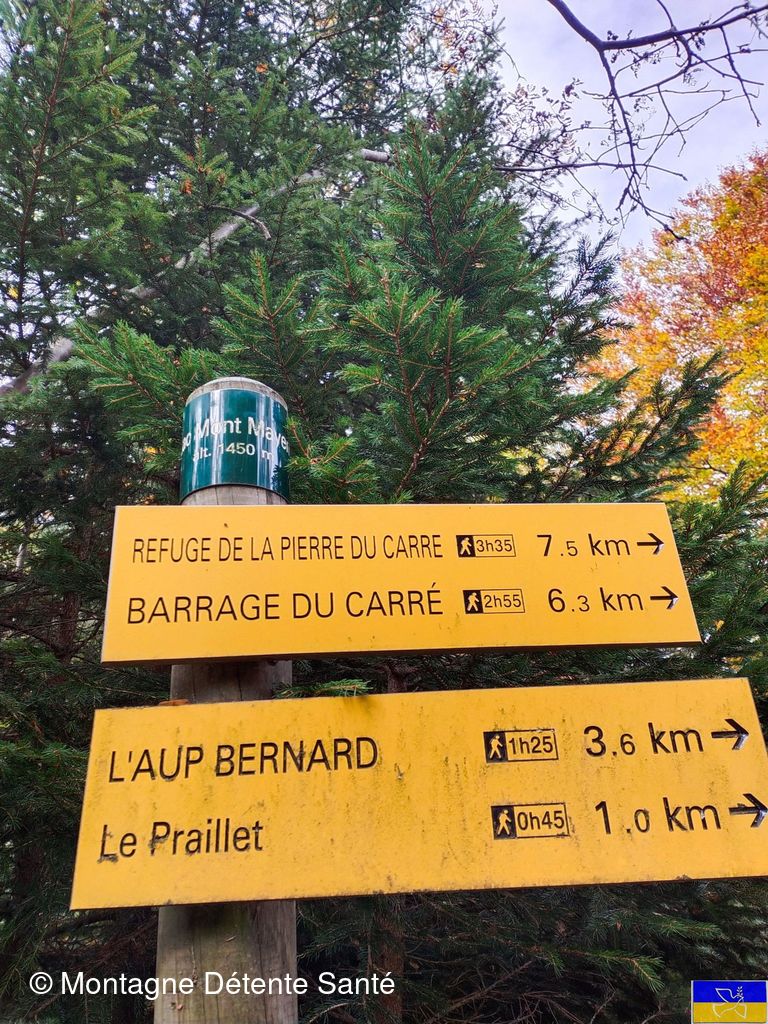 Mont
alt. 1450 m
REFUGE DE LA PIERRE DU CARRE 3h35 7.5 km →
BARRAGE DU CARRÉ 2h55 6.3 km →
L'AUP BERNARD 1h25 3.6 km →
Le Praillet 0h45 1.0 km →
© Montagne Détente Santé